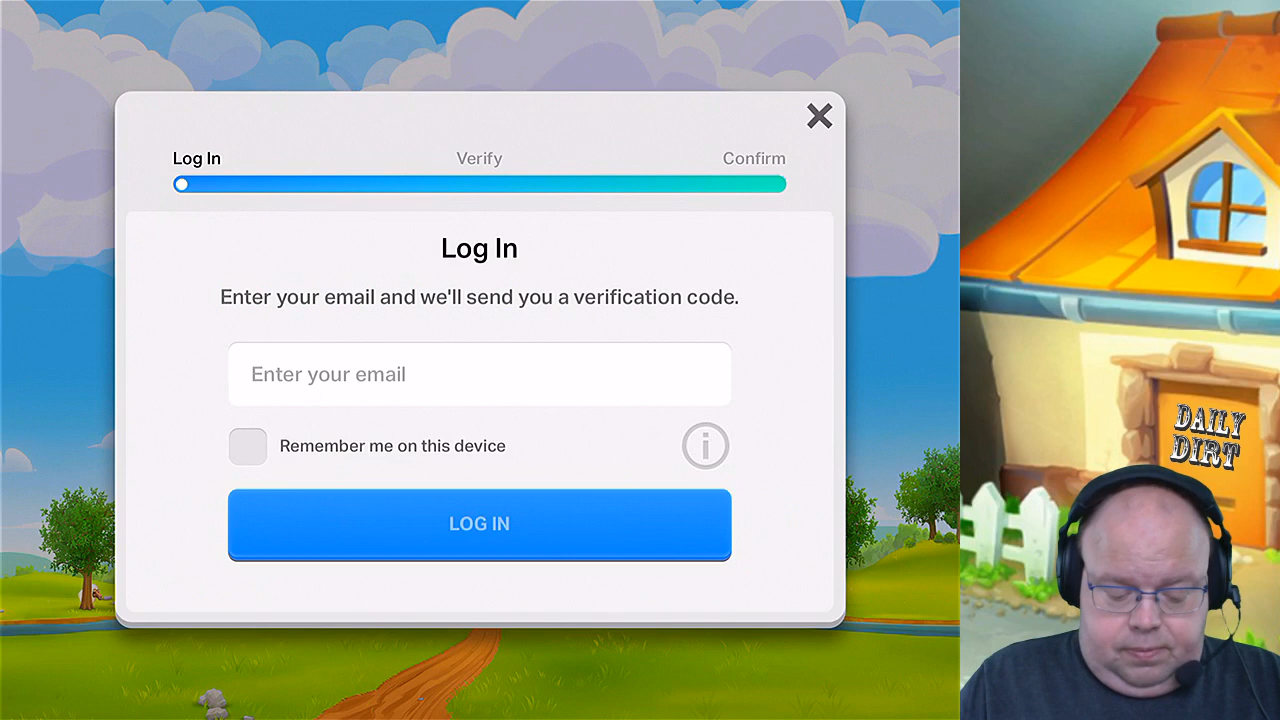 Log In
Verify
Confirm
Log In
Enter your email and we'll send you a verification code.
Enter your email
Remember me on this device
LOG IN
DAILY
DIRT